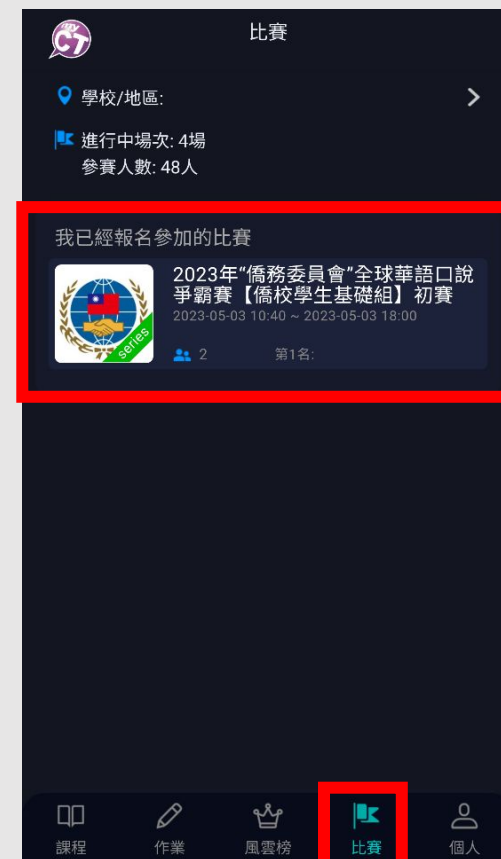 my
CT
比賽
學校/地區:
進行中場次: 4場
參賽人數: 48人
我已經報名參加的比賽
2023年“僑務委員會”全球華語口說
爭霸賽【僑校學生基礎組】初賽
2023-05-03 10:40 ~ 2023-05-03 18:00
series
2
第1名:
課程
作業
風雲榜
比賽
個人